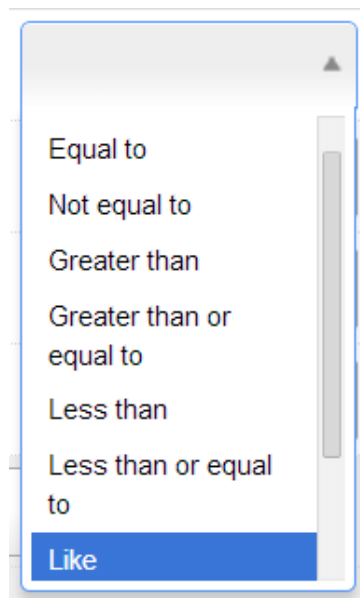 Equal to
Not equal to
Greater than
Greater than or
equal to
Less than
Less than or equal
to
Like